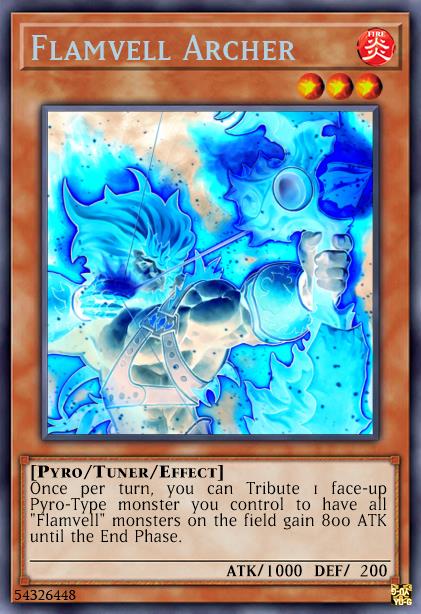 FLAMVELL ARCHER
FIRE
炎
[PYRO/TUNER/EFFECT]
Once per turn, you can Tribute 1 face-up
Pyro-Type monster you control to have all
"Flamvell" monsters on the field gain 800 ATK
until the End Phase.
ATK/1000 DEF/ 200
54326448